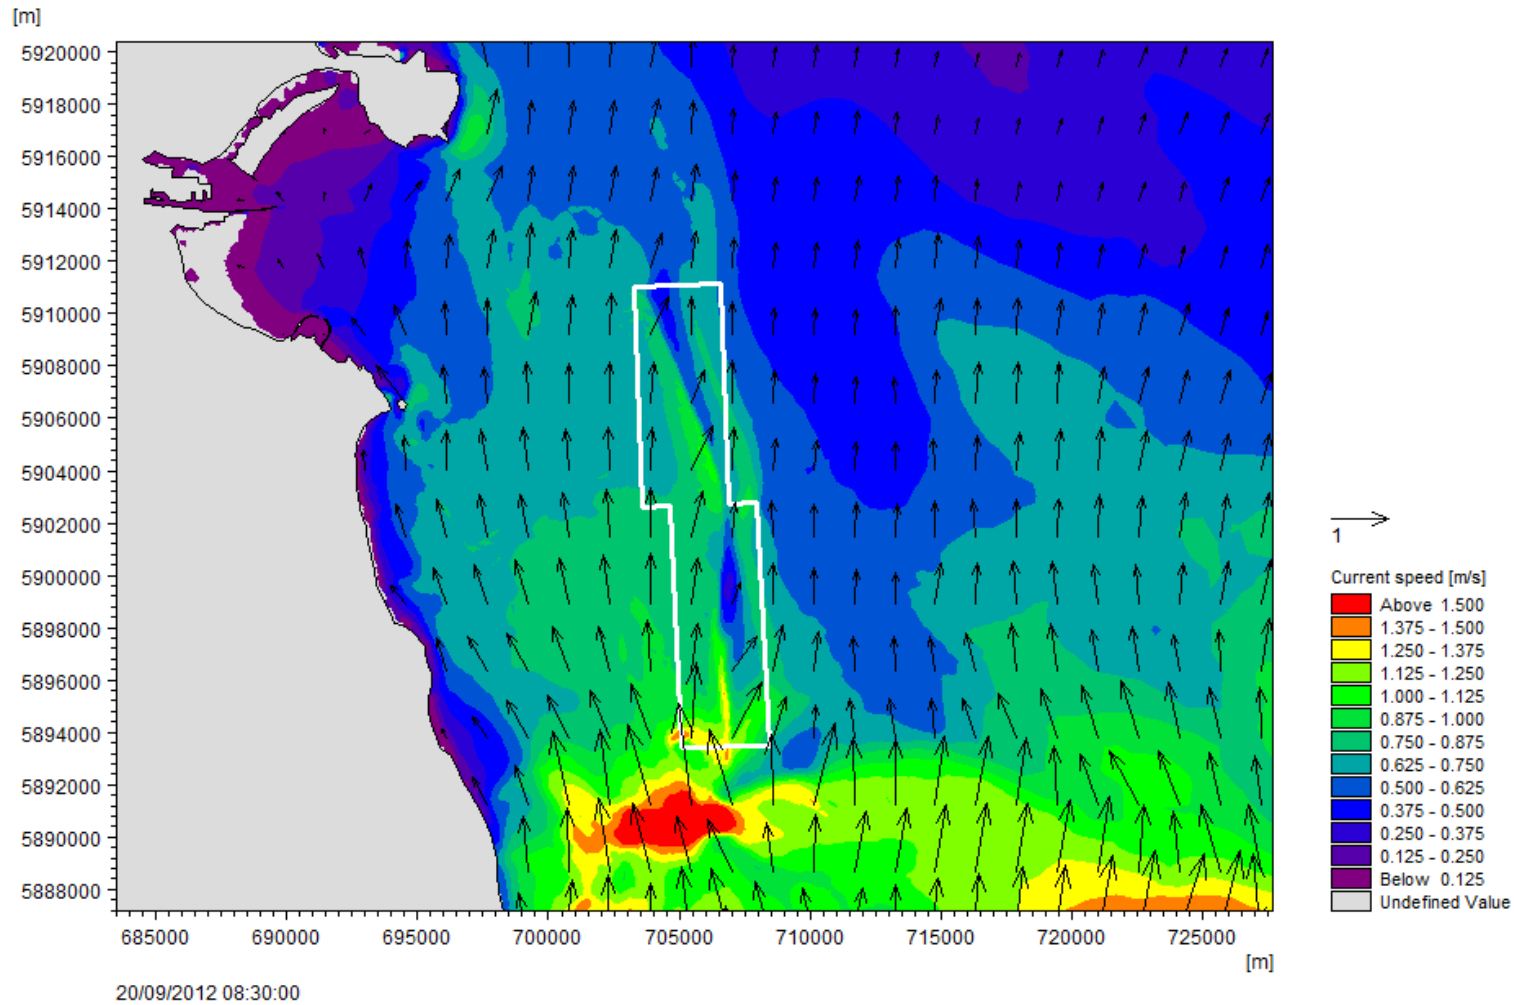 [m]
5920000
5918000
5916000
5914000
5912000
5910000
5908000
5906000
5904000
5902000
5900000
5898000
5896000
5894000
5892000
5890000
5888000
685000 690000 695000 700000 705000 710000 715000 720000 725000
[m]
20/09/2012 08:30:00
1
Current speed [m/s]
Above 1.500
1.375 - 1.500
1.250 - 1.375
1.125 - 1.250
1.000 - 1.125
0.875 - 1.000
0.750 - 0.875
0.625 - 0.750
0.500 - 0.625
0.375 - 0.500
0.250 - 0.375
0.125 - 0.250
Below 0.125
Undefined Value